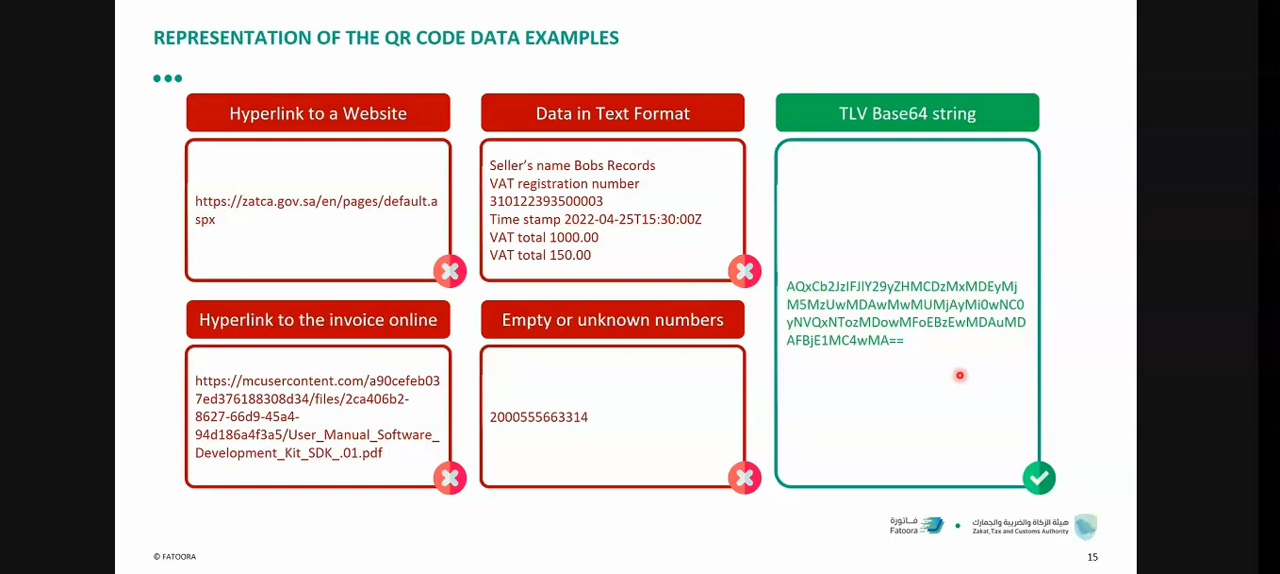 REPRESENTATION OF THE QR CODE DATA EXAMPLES
Hyperlink to a Website
https://zatca.gov.sa/en/pages/default.a
spx
Data in Text Format
Seller's name Bobs Records
VAT registration number
310122393500003
Time stamp 2022-04-25T15:30:00Z
VAT total 1000.00
VAT total 150.00
TLV Base64 string
AQxCb2JzIFJlY29yZHMCDzMxMDEyMj
M5MzUwMDAwMwMUMjAyMi0wNC0
yNVQxNTozMDowMFoEBzEwMDAuMD
AFBjE1MC4wMA==
Hyperlink to the invoice online
https://mcusercontent.com/a90cefeb03
7ed376188308d34/files/2ca406b2-
8627-66d9-45a4-
94d186a4f3a5/User_Manual_Software_
Development_Kit_SDK_.01.pdf
Empty or unknown numbers
2000555663314
فـاتورة
Fatoora
هيئة الزكاة والضريبة والجمارك
Zakat, Tax and Customs Authority
© FATOORA
15